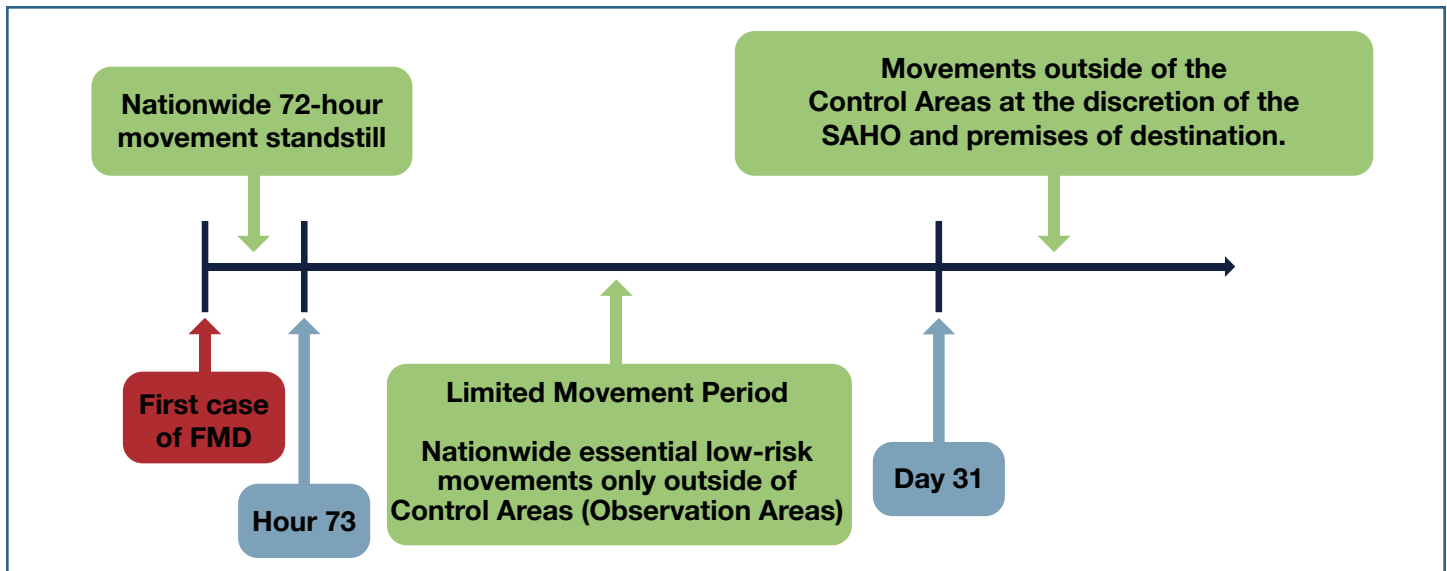 Nationwide 72-hour
movement standstill
Movements outside of the
Control Areas at the discretion of the
SAHO and premises of destination.
First case
of FMD
Hour 73
Limited Movement Period
Nationwide essential low-risk
movements only outside of
Control Areas (Observation Areas)
Day 31